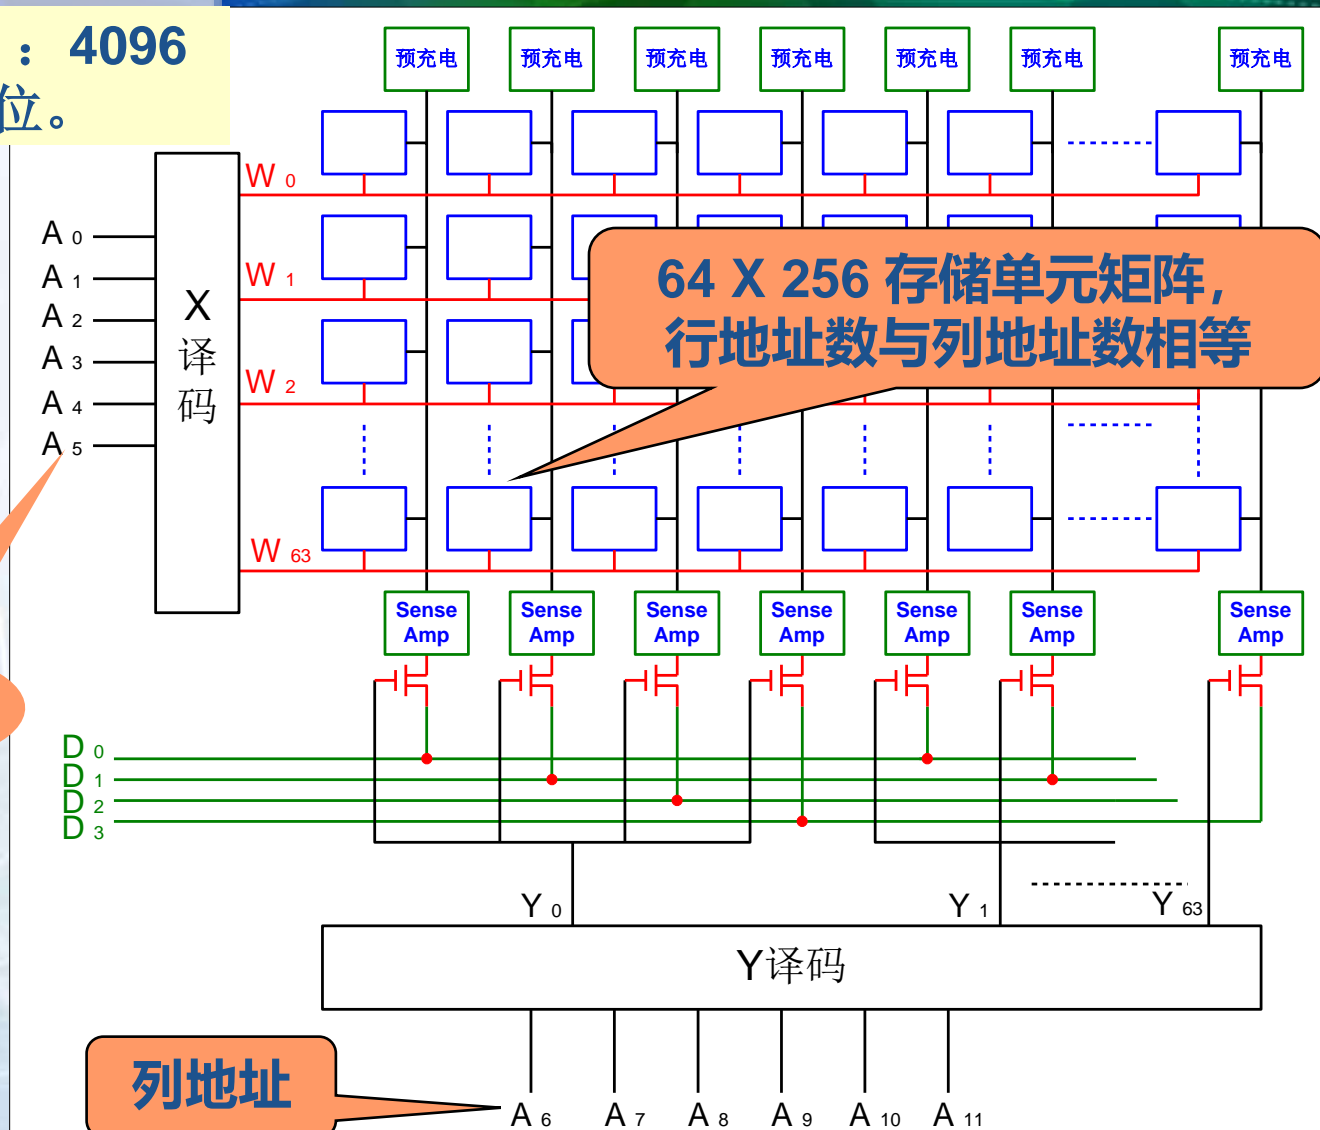 ：4096
位。
预充电 预充电 预充电 预充电 预充电 预充电 预充电
W 0
A 0
A 1
A 2
A 3
A 4
A 5
X
译
码
W 1
W 2
W 63
64 X 256 存储单元矩阵,
行地址数与列地址数相等
Sense Amp Sense Amp Sense Amp Sense Amp Sense Amp Sense Amp Sense Amp
D 0
D 1
D 2
D 3
Y 0 Y 1 Y 63
Y译码
列地址
A 6 A 7 A 8 A 9 A 10 A 11